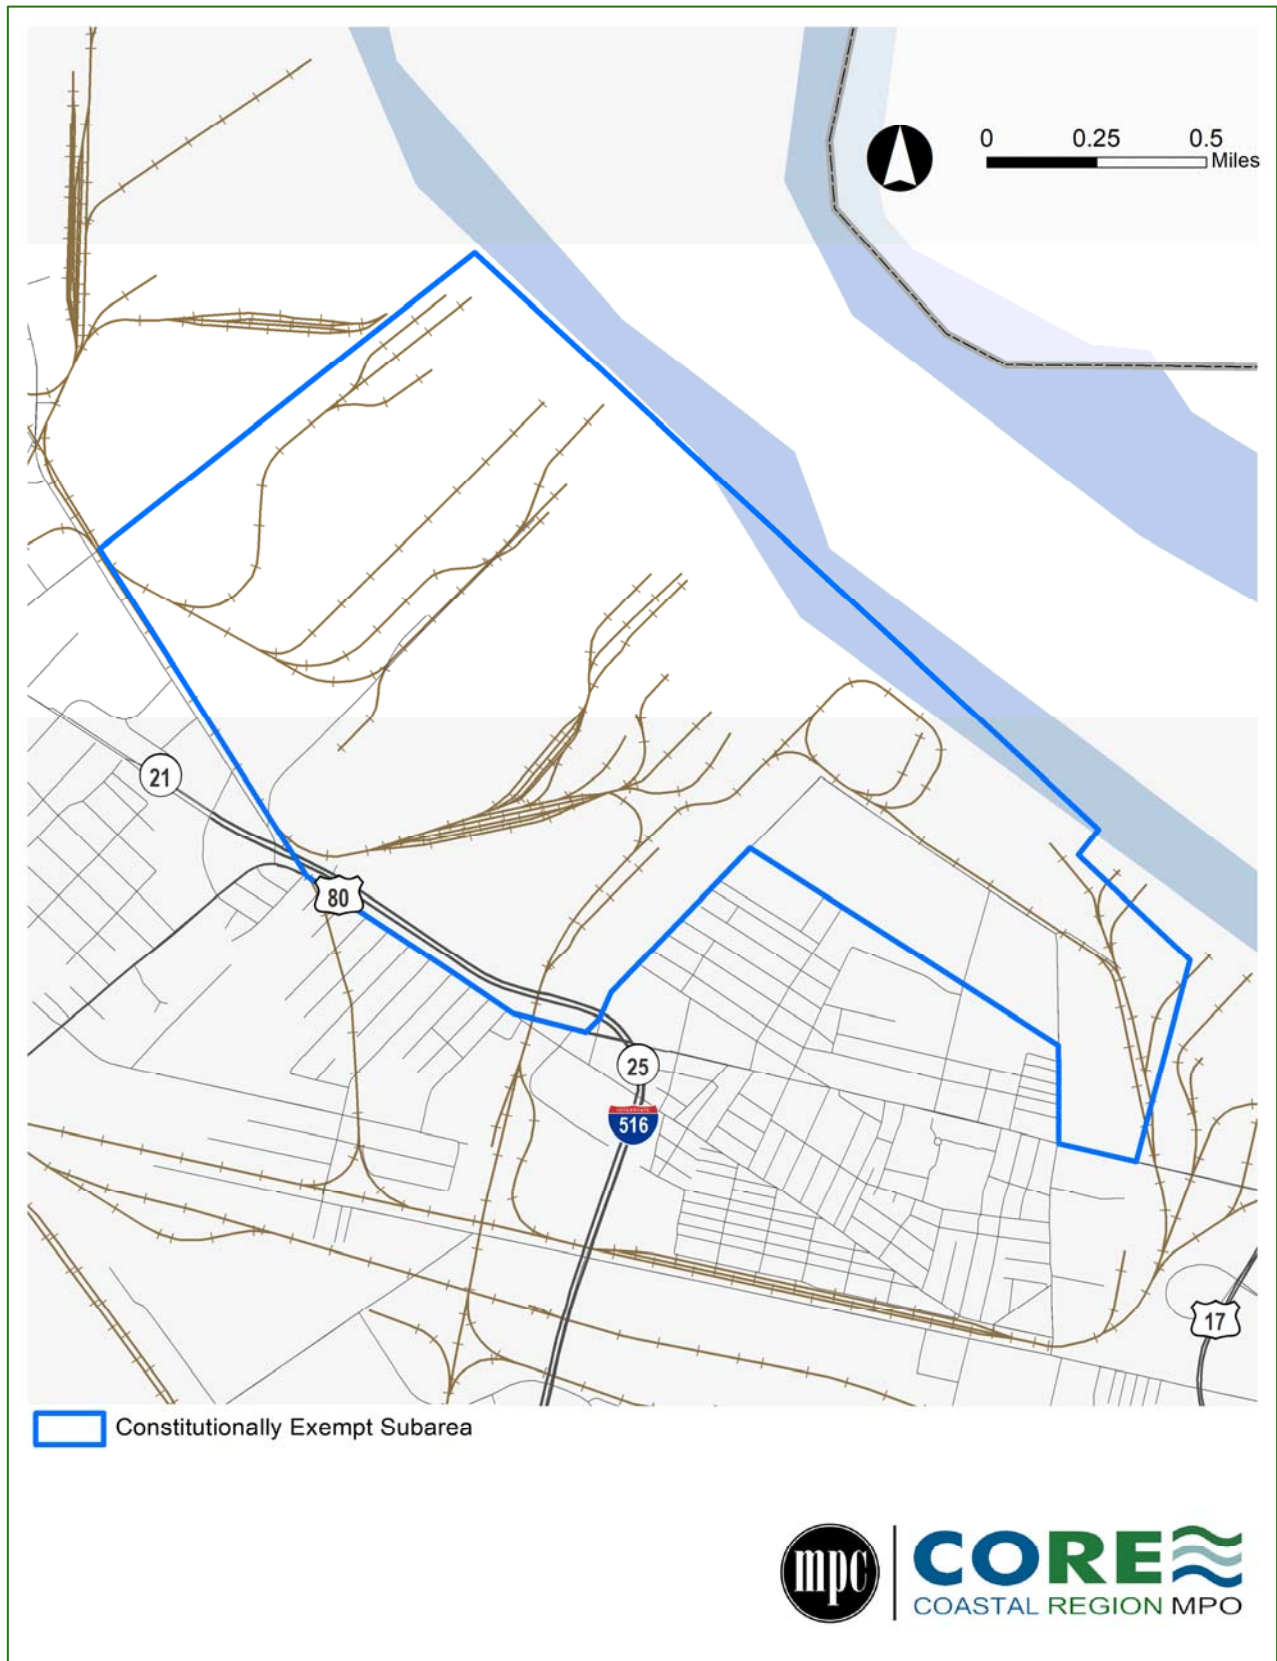 0 0.25 0.5
Miles
21
80
25
INTERSTATE
516
17
Constitutionally Exempt Subarea
mpc
CORE
COASTAL REGION MPO